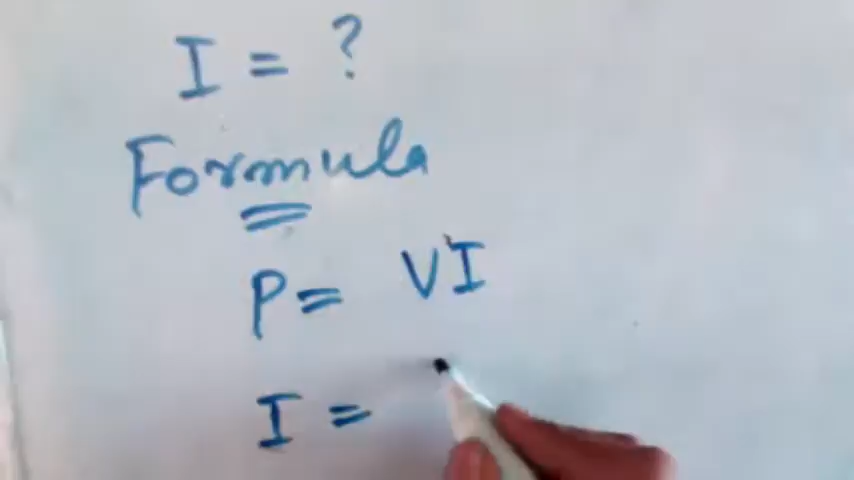 I = ?
Formula
P = VI
I =